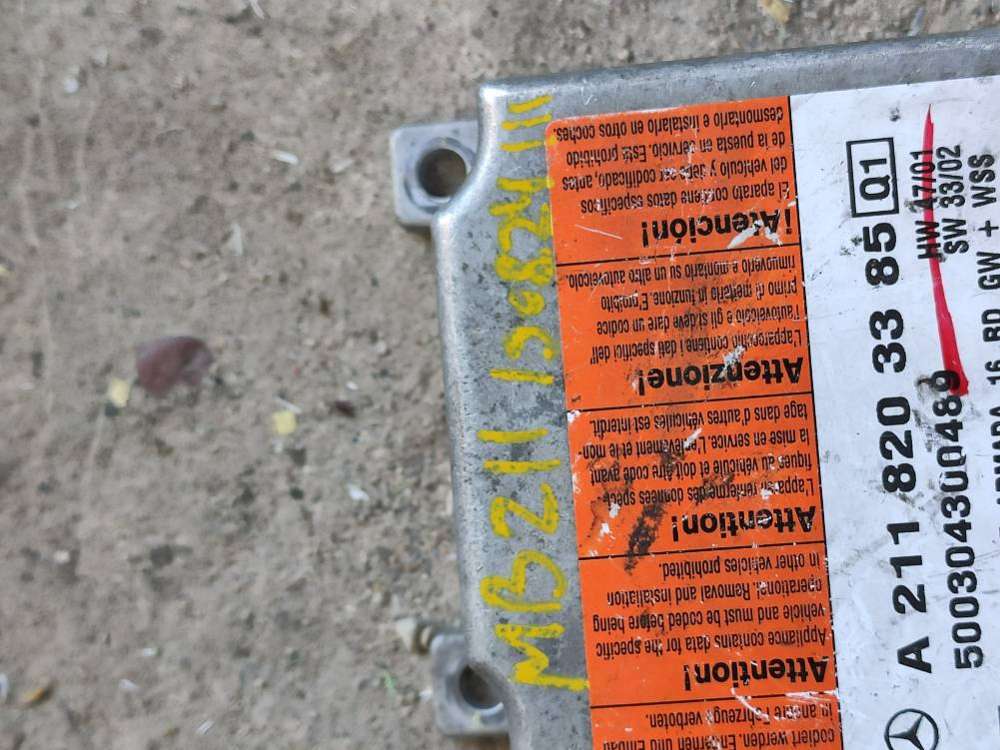 MB211 150824 111
¡Atención!
El aparato contiene datos específicos
del vehículo y debe ser codificado, antes
de la puesta en servicio. Está prohibido
desmontarlo e instalarlo en otros coches.
Attenzione!
L'apparecchio contiene i dati specifici dell'
l'autoveicolo e gli si deve dare un codice
primo di metterlo in funzione. E proibito
rimuoverlo e montarlo su un altro autoveicolo.
Attention!
L'appareil renferme des données spéci-
fiques au véhicule et doit être codé avant
la mise en service. L'enlèvement et le mon-
tage dans d'autres véhicules est interdit.
Attention!
Appliance contains data for the specific
vehicle and must be coded before being
operational. Removal and installation
in other vehicles prohibited.
codiert werden. Ein- und Einbau
in andere Fahrzeuge verboten.
A 211 820 33 85 Q1
500304300489
HW 47/01
SW 33/02
16 BD GW + WSS